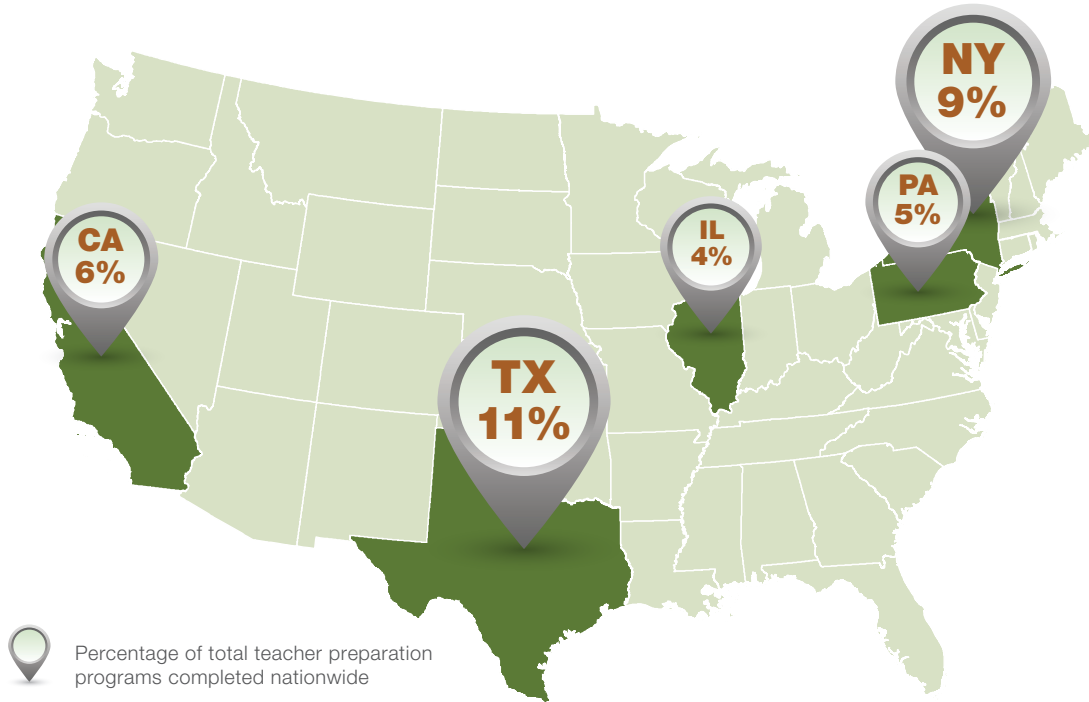 NY
9%
PA
5%
CA
6%
IL
4%
TX
11%
Percentage of total teacher preparation
programs completed nationwide